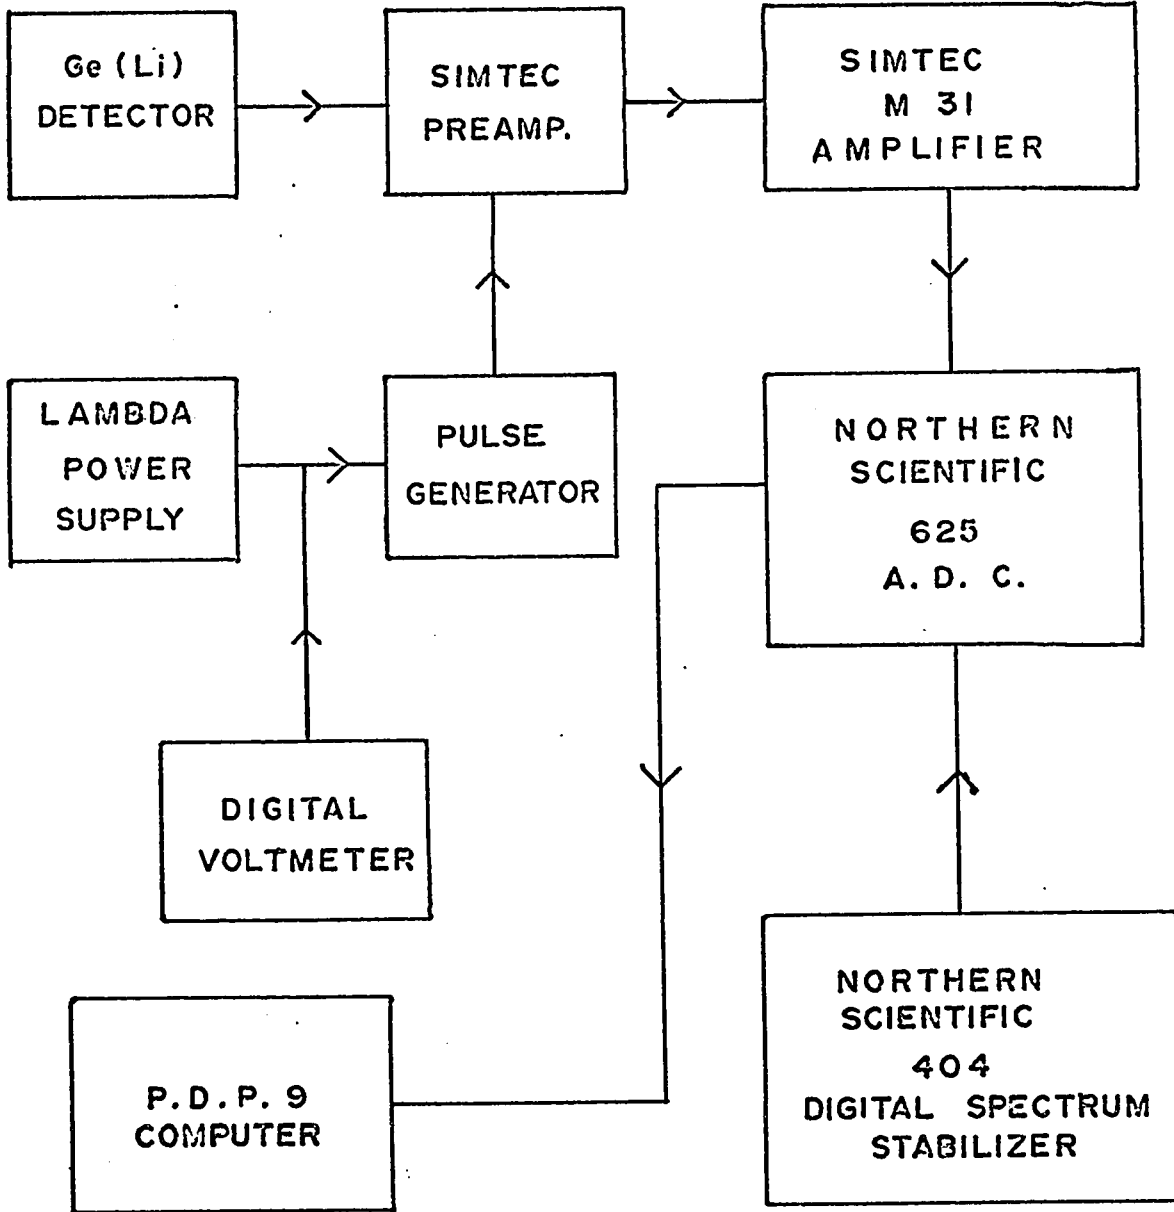 Ge (Li)
DETECTOR
SIMTEC
PREAMP.
SIMTEC
M 31
AMPLIFIER
LAMBDA
POWER
SUPPLY
PULSE
GENERATOR
NORTHERN
SCIENTIFIC
625
A. D. C.
DIGITAL
VOLTMETER
P. D. P. 9
COMPUTER
NORTHERN
SCIENTIFIC
404
DIGITAL SPECTRUM
STABILIZER